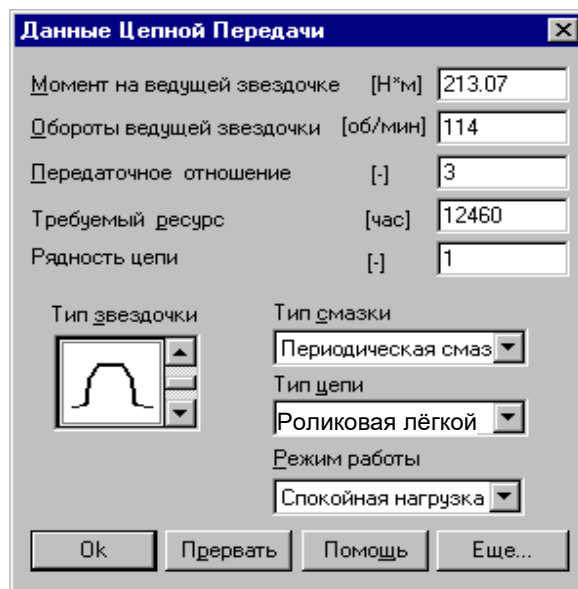 Данные Цепной Передачи
Момент на ведущей звездочке [Н*м] 213.07
Обороты ведущей звездочки [об/мин] 114
Передаточное отношение [-] 3
Требуемый ресурс [час] 12460
Рядность цепи [-] 1
Тип звездочки
Тип смазки
Периодическая смаз
Тип цепи
Роликовая лёгкой
Режим работы
Спокойная нагрузка
Ok Прервать Помощь Еще...